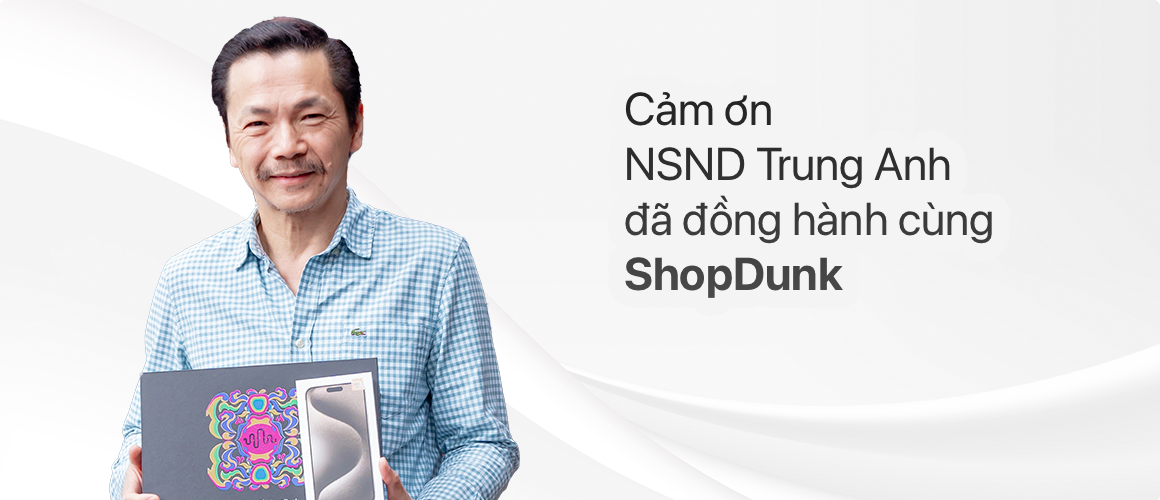 Cảm ơn
NSND Trung Anh
đã đồng hành cùng
ShopDunk